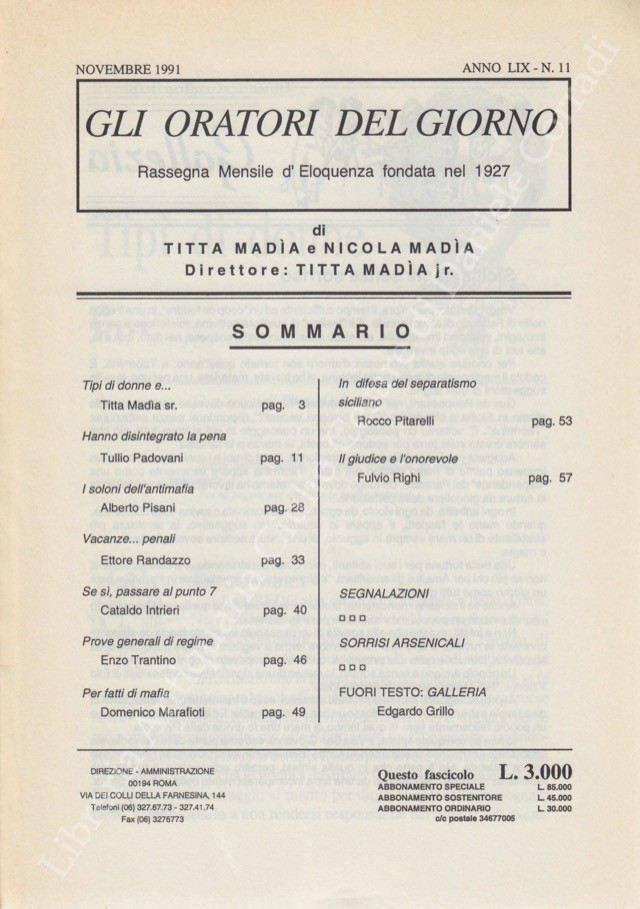 NOVEMBRE 1991
ANNO LIX - N. 11
GLI ORATORI DEL GIORNO
Rassegna Mensile d'Eloquenza fondata nel 1927
di
TITTA MADÌA e NICOLA MADÌA
Direttore: TITTA MADÌA jr.
SOMMARIO
Tipi di donne e...
Titta Madìa sr. pag. 3
Hanno disintegrato la pena
Tullio Padovani pag. 11
I soloni dell'antimafia
Alberto Pisani pag. 28
Vacanze... penali
Ettore Randazzo pag. 33
Se sì, passare al punto 7
Cataldo Intrieri pag. 40
Prove generali di regime
Enzo Trantino pag. 46
Per fatti di mafia
Domenico Marafioti pag. 49
In difesa del separatismo
siciliano
Rocco Pitarelli pag. 53
Il giudice e l'onorevole
Fulvio Righi pag. 57
SEGNALAZIONI
SORRISI ARSENICALI
FUORI TESTO: GALLERIA
Edgardo Grillo
DIREZIONE - AMMINISTRAZIONE
00194 ROMA
VIA DEI COLLI DELLA FARNESINA, 144
Telefoni (06) 327.67.73 - 327.41.74
Fax (06) 3276773
Questo fascicolo L. 3.000
ABBONAMENTO SPECIALE L. 85.000
ABBONAMENTO SOSTENITORE L. 45.000
ABBONAMENTO ORDINARIO L. 30.000
c/c postale 34677005